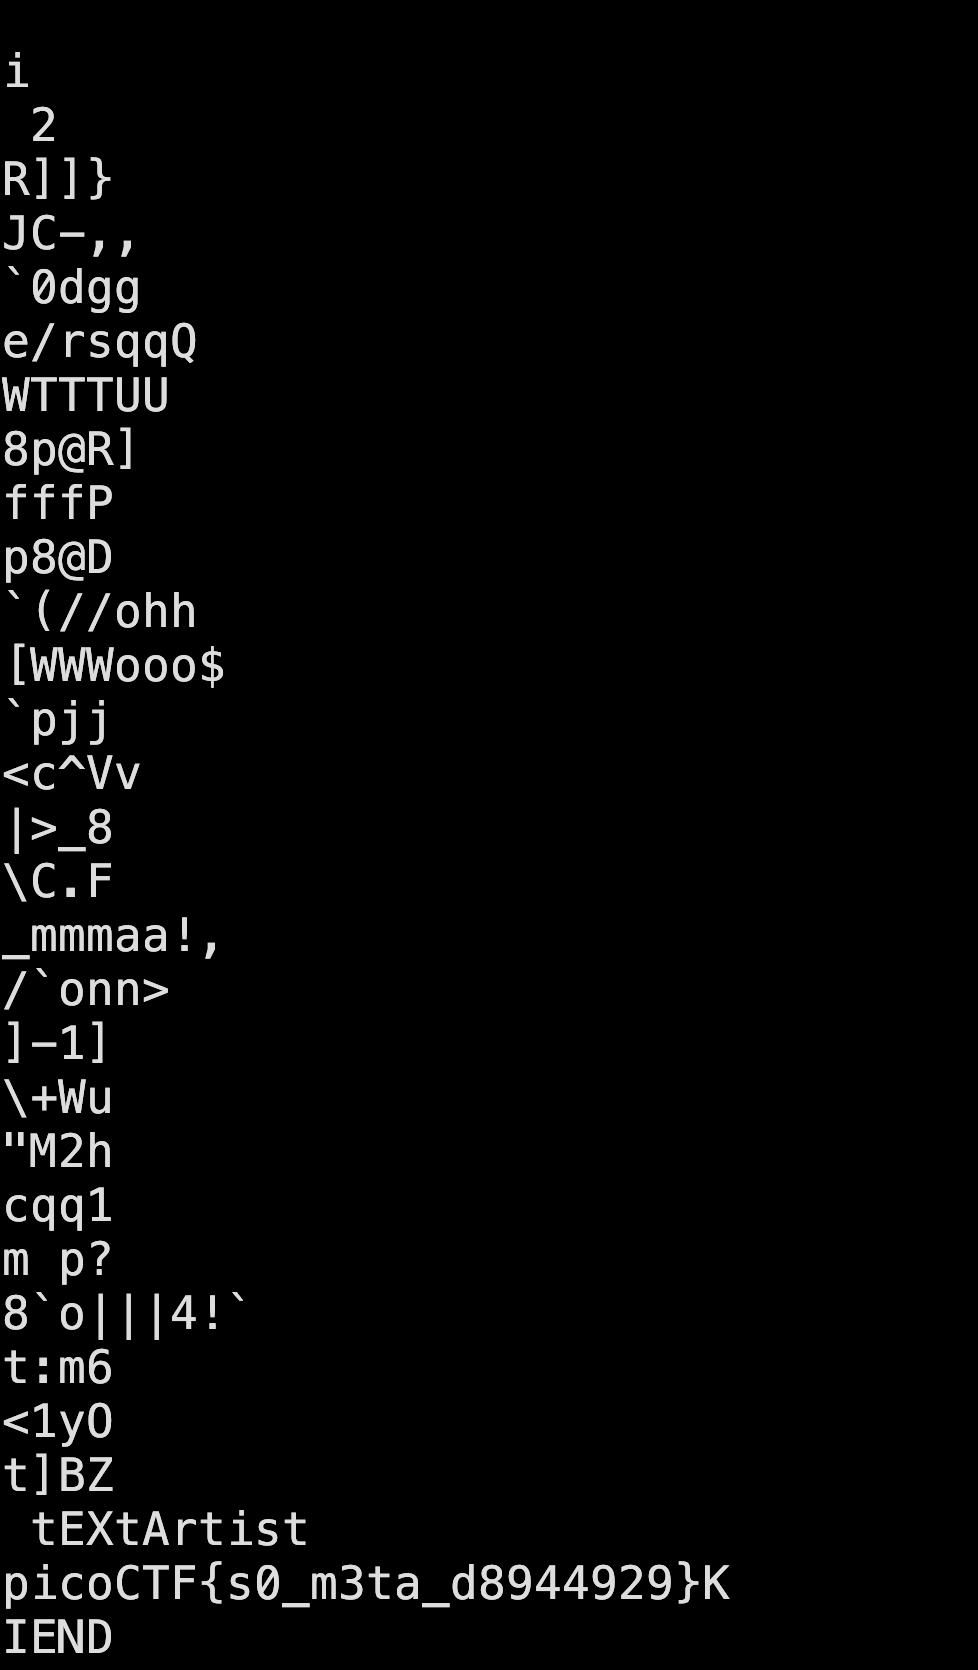 i
 2
R]]}
JC-,,
`0dgg
e/rsqqQ
WTTTUU
8p@R]
fffP
p8@D
`(//ohh
[WWWooo$
`pjj
<c^Vv
|>_8
\C.F
_mmmaa!,
/`onn>
]-1]
\+Wu
"M2h
cqq1
m p?
8`o|||4!`
t:m6
<1yO
t]BZ
 tEXtArtist
picoCTF{s0_m3ta_d8944929}K
IEND